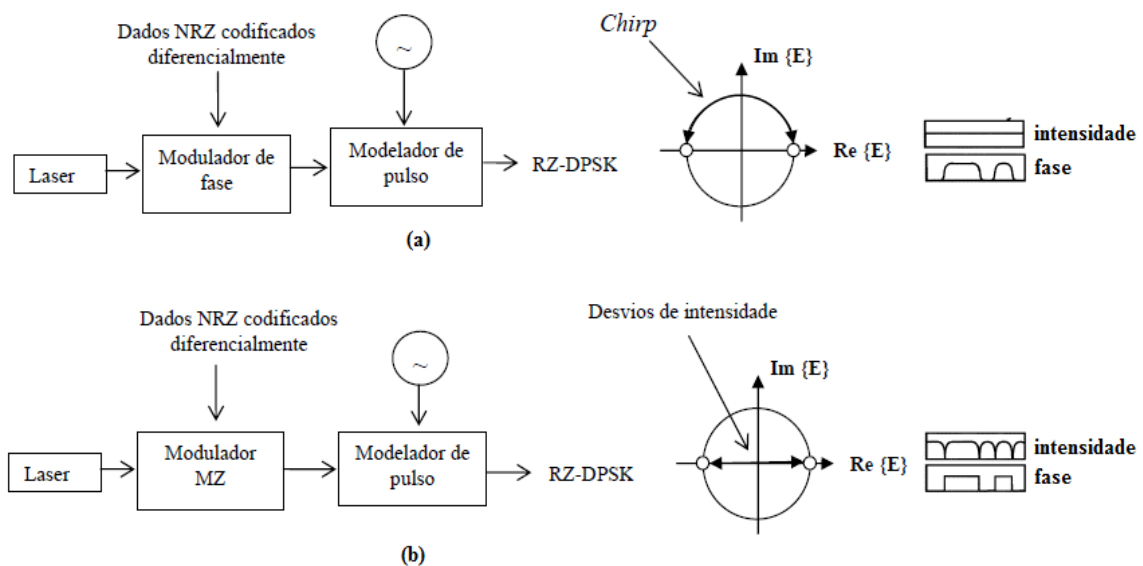 Dados NRZ codificados
diferencialmente
~
Chirp
Im {E}
Laser
Modulador de
fase
Modelador de
pulso
RZ-DPSK
Re {E}
intensidade
fase
(a)
Dados NRZ codificados
diferencialmente
~
Desvios de intensidade
Im {E}
Laser
Modulador
MZ
Modelador de
pulso
RZ-DPSK
Re {E}
intensidade
fase
(b)